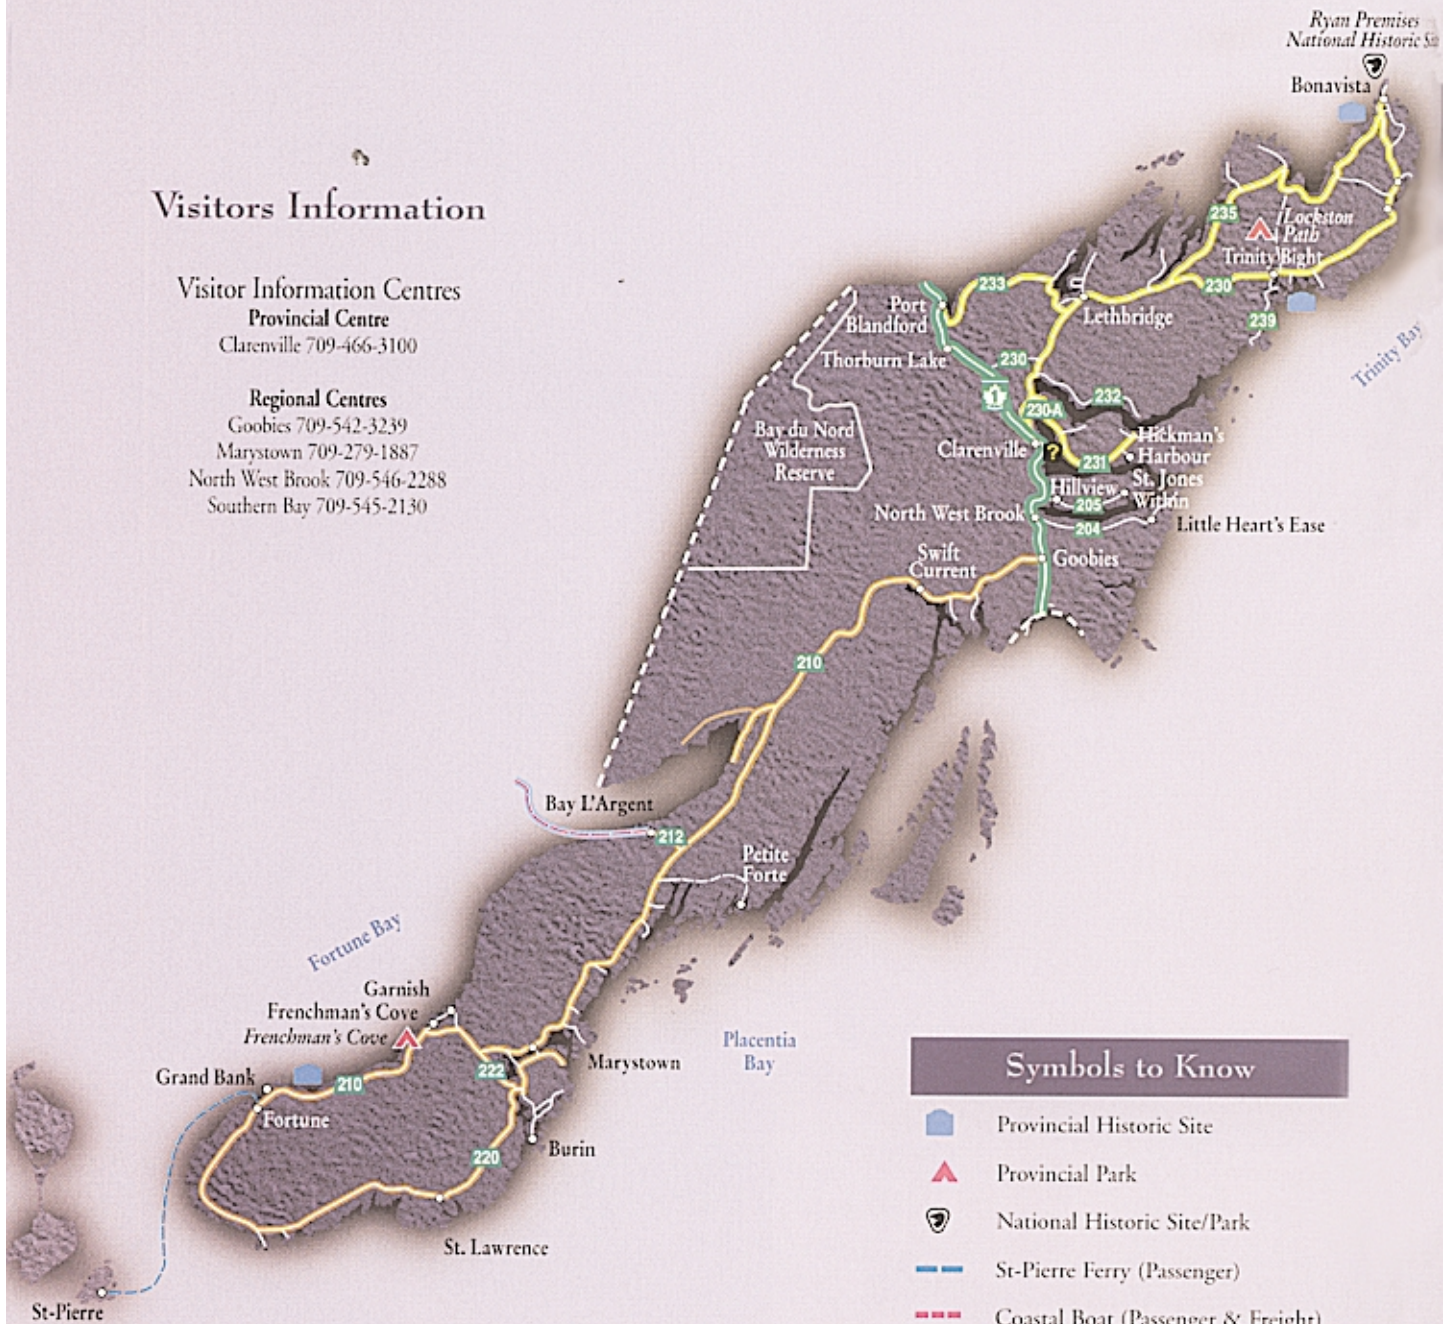 Ryan Premises
National Historic Site
Bonavista
Visitors Information
Visitor Information Centres
Provincial Centre
Clarenville 709-466-3100
Regional Centres
Goobies 709-542-3239
Marystown 709-279-1887
North West Brook 709-546-2288
Southern Bay 709-545-2130
235
Lockston
Path
Trinity Bight
233
230
Port
Blandford
Lethbridge
239
Trinity Bay
Thorburn Lake
230
1
232
230-A
Bay du Nord
Wilderness
Reserve
Clarenville
?
231
Hickman's
Harbour
Hillview
St. Jones
Within
205
North West Brook
204
Little Heart's Ease
Swift
Current
Goobies
210
Bay L'Argent
212
Petite
Forte
Fortune Bay
Garnish
Frenchman's Cove
Frenchman's Cove
Placentia
Bay
Marystown
222
Grand Bank
210
Fortune
Burin
220
St. Lawrence
St-Pierre
Symbols to Know
Provincial Historic Site
Provincial Park
National Historic Site/Park
St-Pierre Ferry (Passenger)
Coastal Boat (Passenger & Freight)